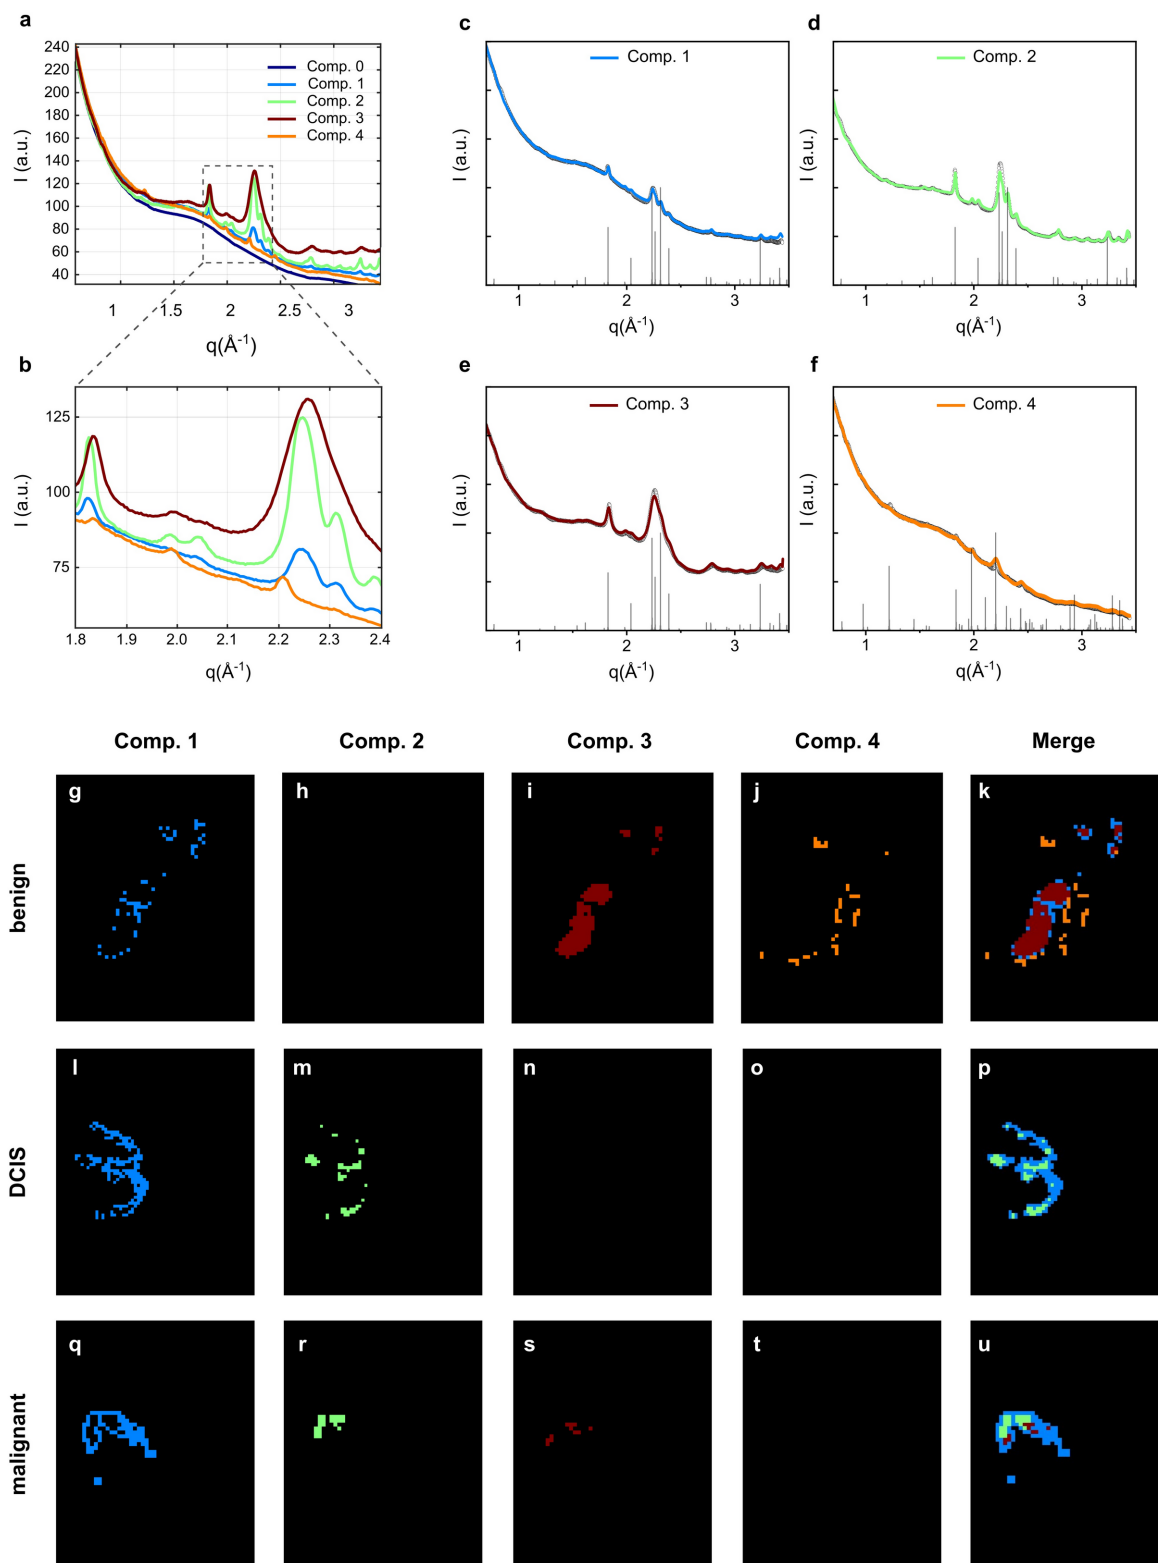 a
240
220
200
180
160
140
120
100
80
60
40
I (a.u.)
Comp. 0
Comp. 1
Comp. 2
Comp. 3
Comp. 4
1
1.5
2
2.5
3
q(Å⁻¹)
b
125
100
75
I (a.u.)
1.8
1.9
2.0
2.1
2.2
2.3
2.4
q(Å⁻¹)
c
Comp. 1
I (a.u.)
1
2
3
q(Å⁻¹)
d
Comp. 2
I (a.u.)
1
2
3
q(Å⁻¹)
e
Comp. 3
I (a.u.)
1
2
3
q(Å⁻¹)
f
Comp. 4
I (a.u.)
1
2
3
q(Å⁻¹)
Comp. 1
Comp. 2
Comp. 3
Comp. 4
Merge
benign
g
h
i
j
k
DCIS
l
m
n
o
p
malignant
q
r
s
t
u